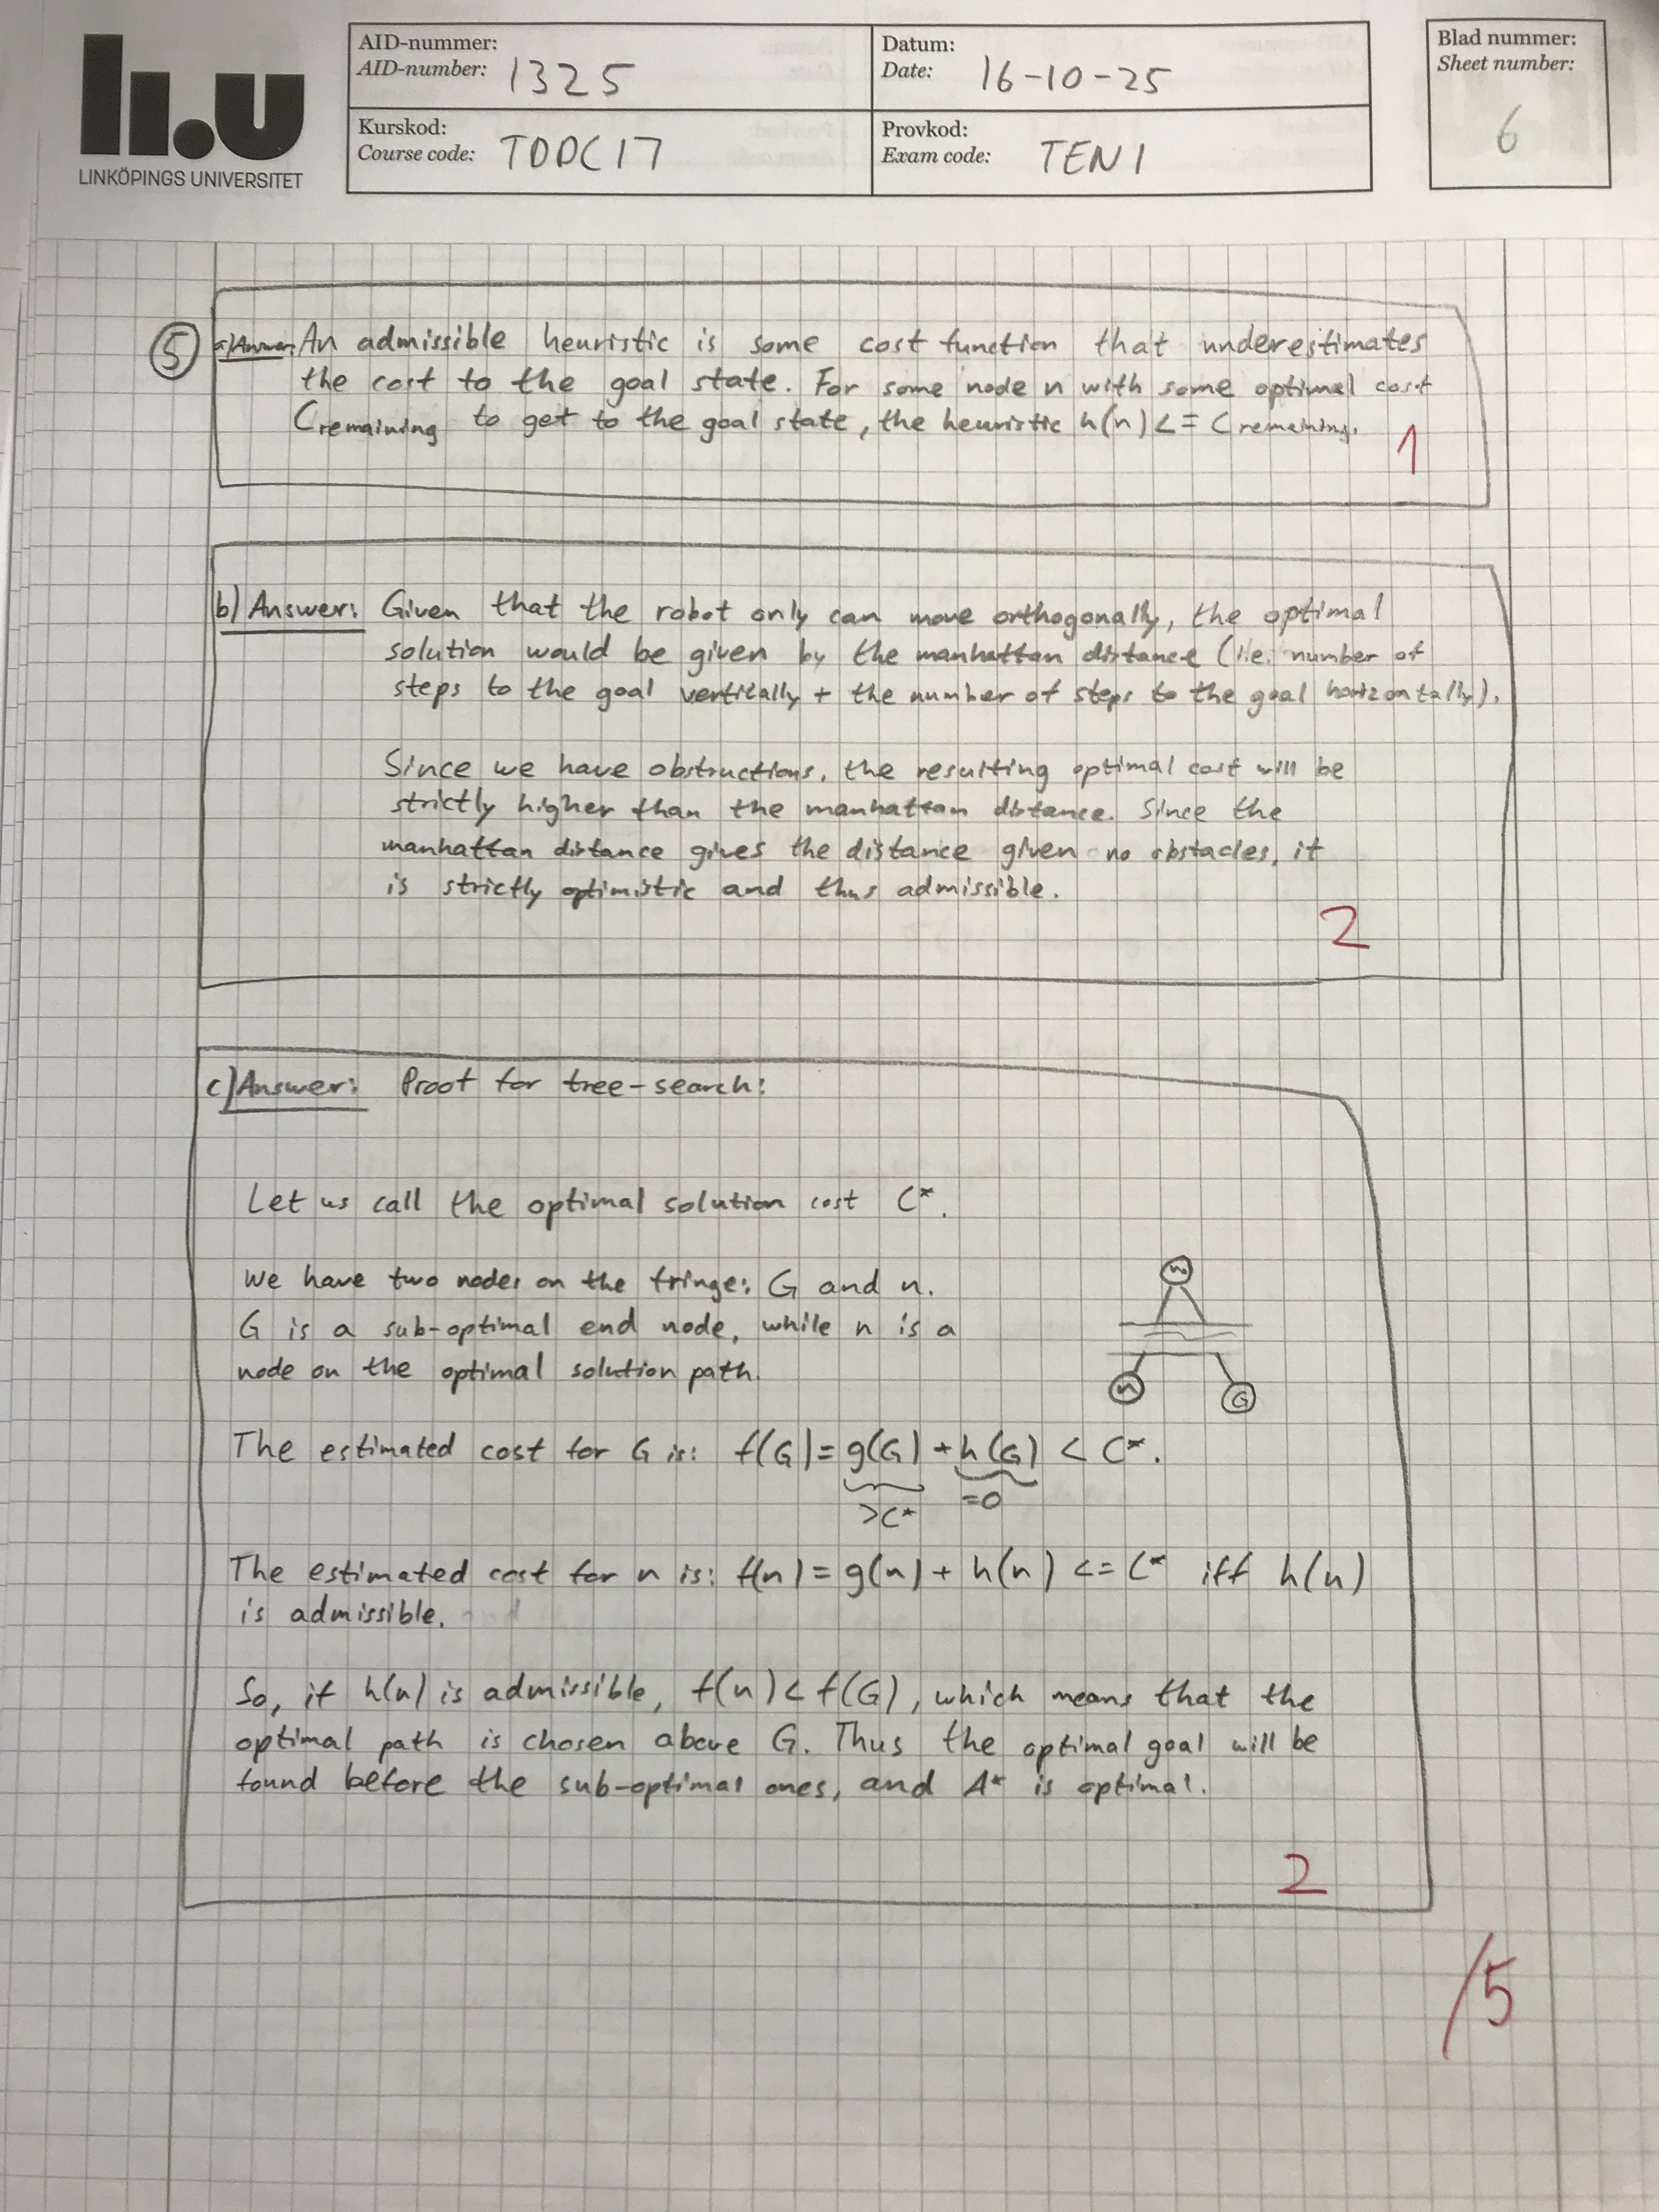 li.u
LINKÖPINGS UNIVERSITET
AID-nummer:
AID-number: 1325
Datum:
Date: 16-10-25
Kurskod:
Course code: TDDC17
Provkod:
Exam code: TEN1
Blad nummer:
Sheet number:
6
5 a) Answer: An admissible heuristic is some cost function that underestimates
the cost to the goal state. For some node n with some optimal cost
Cremaining to get to the goal state, the heuristic h(n) <= Cremaining.
1
b) Answer: Given that the robot only can move orthogonally, the optimal
solution would be given by the manhattan distance (i.e. number of
steps to the goal vertically + the number of steps to the goal horizontally).
Since we have obstructions, the resulting optimal cost will be
strictly higher than the manhattan distance. Since the
manhattan distance gives the distance given no obstacles, it
is strictly optimistic and thus admissible.
2
c) Answer: Proof for tree-search:
Let us call the optimal solution cost C*.
We have two nodes on the fringe: G and n.
G is a sub-optimal end node, while n is a
node on the optimal solution path.
n G
The estimated cost for G is: f(G) = g(G) + h(G) < C*.
>C* =0
The estimated cost for n is: f(n) = g(n) + h(n) <= C* iff h(n)
is admissible.
So, if h(n) is admissible, f(n) < f(G), which means that the
optimal path is chosen above G. Thus the optimal goal will be
found before the sub-optimal ones, and A* is optimal.
2
/5